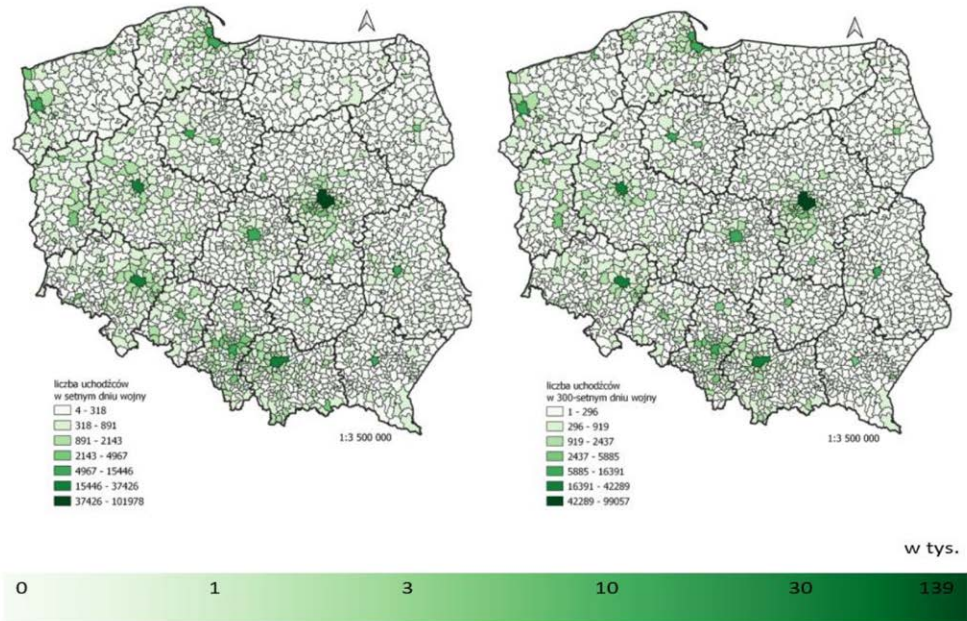 liczba uchodźców
w setnym dniu wojny
4 - 318
318 - 891
891 - 2143
2143 - 4967
4967 - 15446
15446 - 37426
37426 - 101978
1:3 500 000
liczba uchodźców
w 300-setnym dniu wojny
1 - 296
296 - 919
919 - 2437
2437 - 5885
5885 - 16391
16391 - 42289
42289 - 99057
1:3 500 000
w tys.
0 1 3 10 30 139